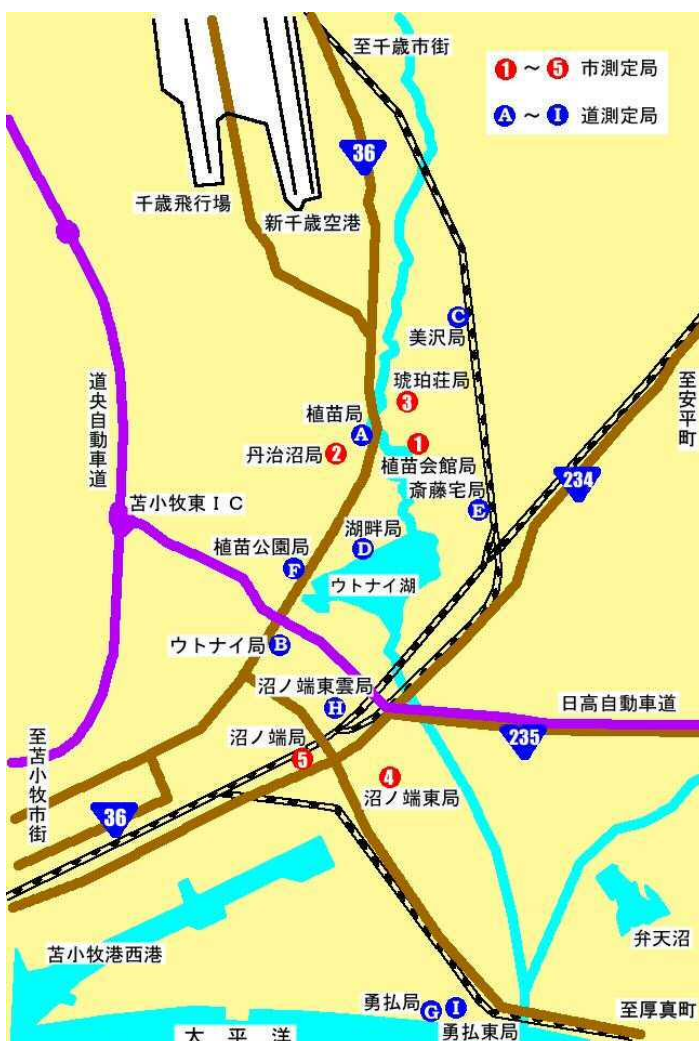 至千歳市街
1 ～ 5 市測定局
A ～ I 道測定局
36
千歳飛行場
新千歳空港
C
美沢局
至安平町
道央自動車道
琥珀荘局
3
植苗局
A
1
丹治沼局
2
植苗会館局
斎藤宅局
E
234
苫小牧東IC
湖畔局
D
植苗公園局
F
ウトナイ湖
ウトナイ局
B
沼ノ端東雲局
H
日高自動車道
235
沼ノ端局
5
4
沼ノ端東局
至苫小牧市街
36
苫小牧港西港
弁天沼
勇払局
G
I
勇払東局
至厚真町
太平洋